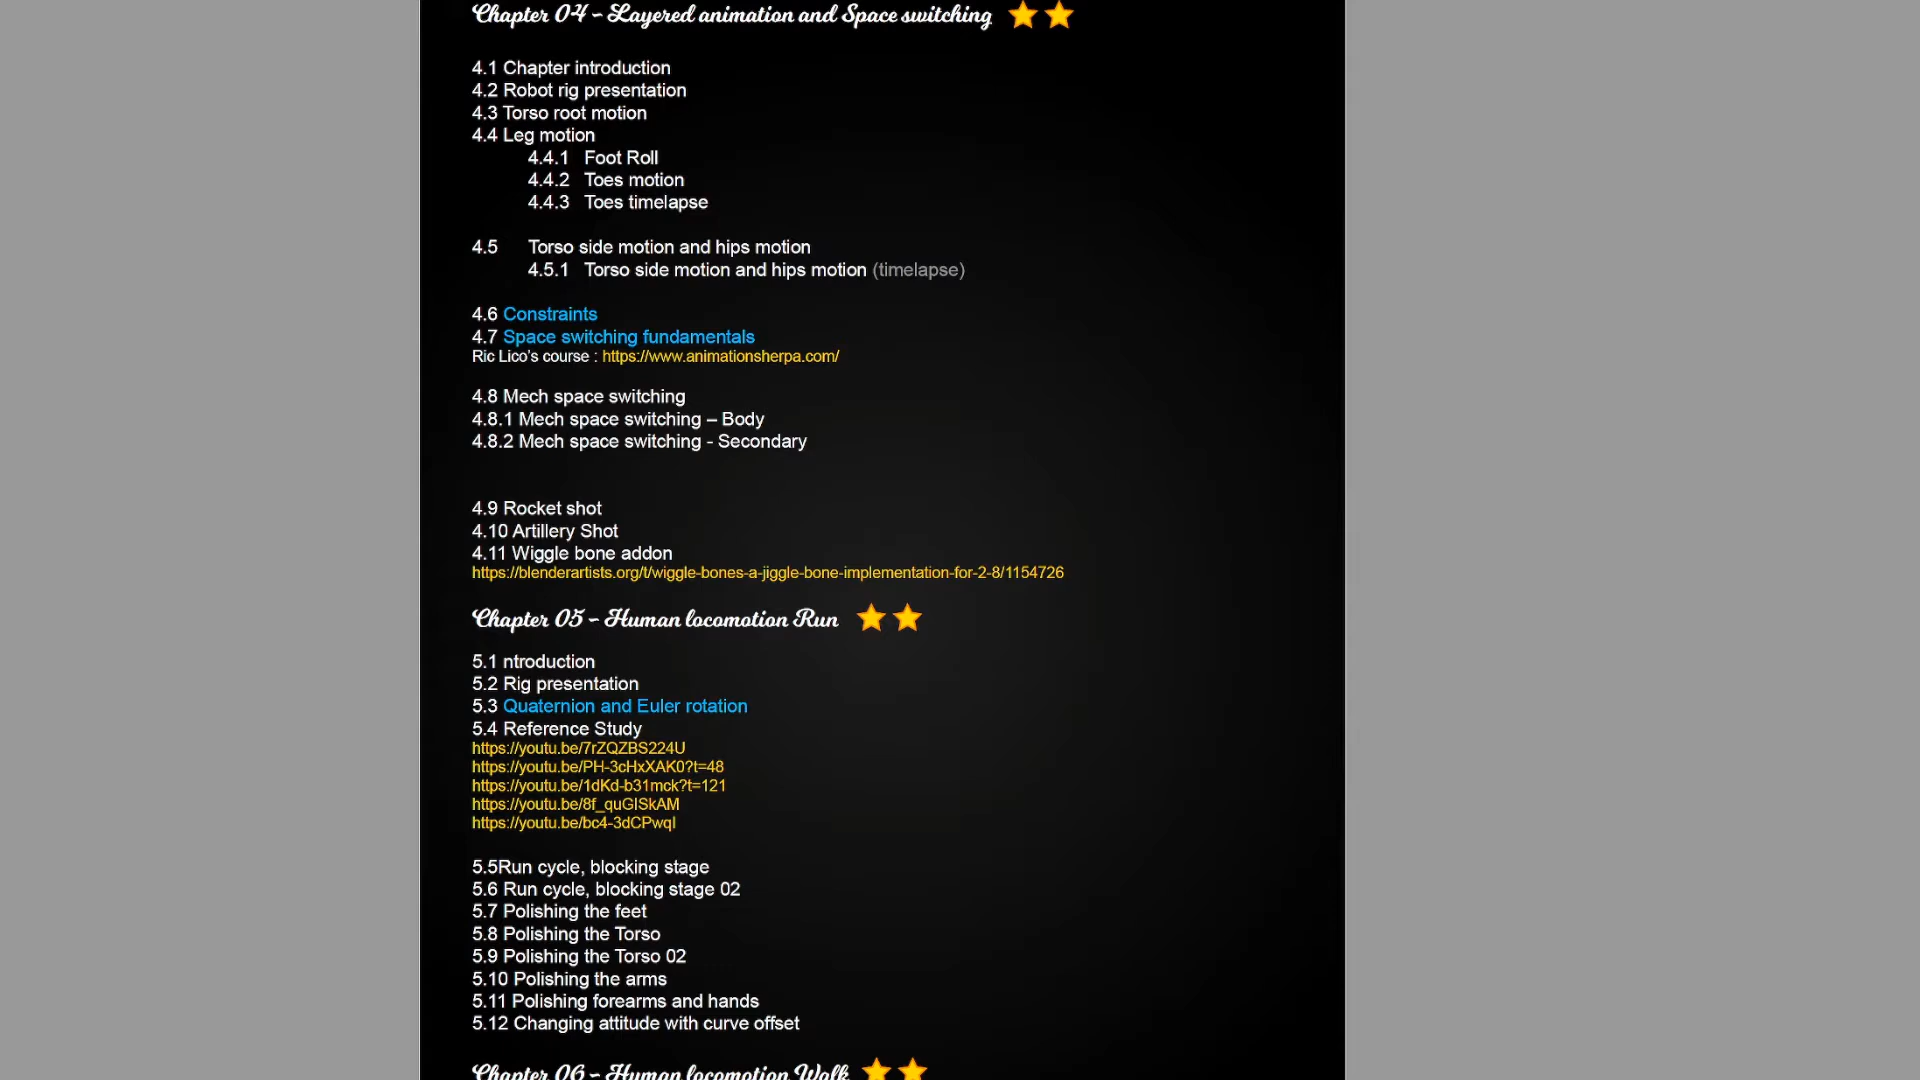 Chapter 04 - Layered animation and Space switching
4.1 Chapter introduction
4.2 Robot rig presentation
4.3 Torso root motion
4.4 Leg motion
4.4.1 Foot Roll
4.4.2 Toes motion
4.4.3 Toes timelapse
4.5 Torso side motion and hips motion
4.5.1 Torso side motion and hips motion (timelapse)
4.6 Constraints
4.7 Space switching fundamentals
Ric Lico's course : https://www.animationsherpa.com/
4.8 Mech space switching
4.8.1 Mech space switching – Body
4.8.2 Mech space switching - Secondary
4.9 Rocket shot
4.10 Artillery Shot
4.11 Wiggle bone addon
https://blenderartists.org/t/wiggle-bones-a-jiggle-bone-implementation-for-2-8/1154726
Chapter 05 - Human locomotion Run
5.1 ntroduction
5.2 Rig presentation
5.3 Quaternion and Euler rotation
5.4 Reference Study
https://youtu.be/7rZQZBS224U
https://youtu.be/PH-3cHxXAK0?t=48
https://youtu.be/1dKd-b31mck?t=121
https://youtu.be/8f_quGISkAM
https://youtu.be/bc4-3dCPwqI
5.5Run cycle, blocking stage
5.6 Run cycle, blocking stage 02
5.7 Polishing the feet
5.8 Polishing the Torso
5.9 Polishing the Torso 02
5.10 Polishing the arms
5.11 Polishing forearms and hands
5.12 Changing attitude with curve offset
Chapter 06 - Human locomotion Walk